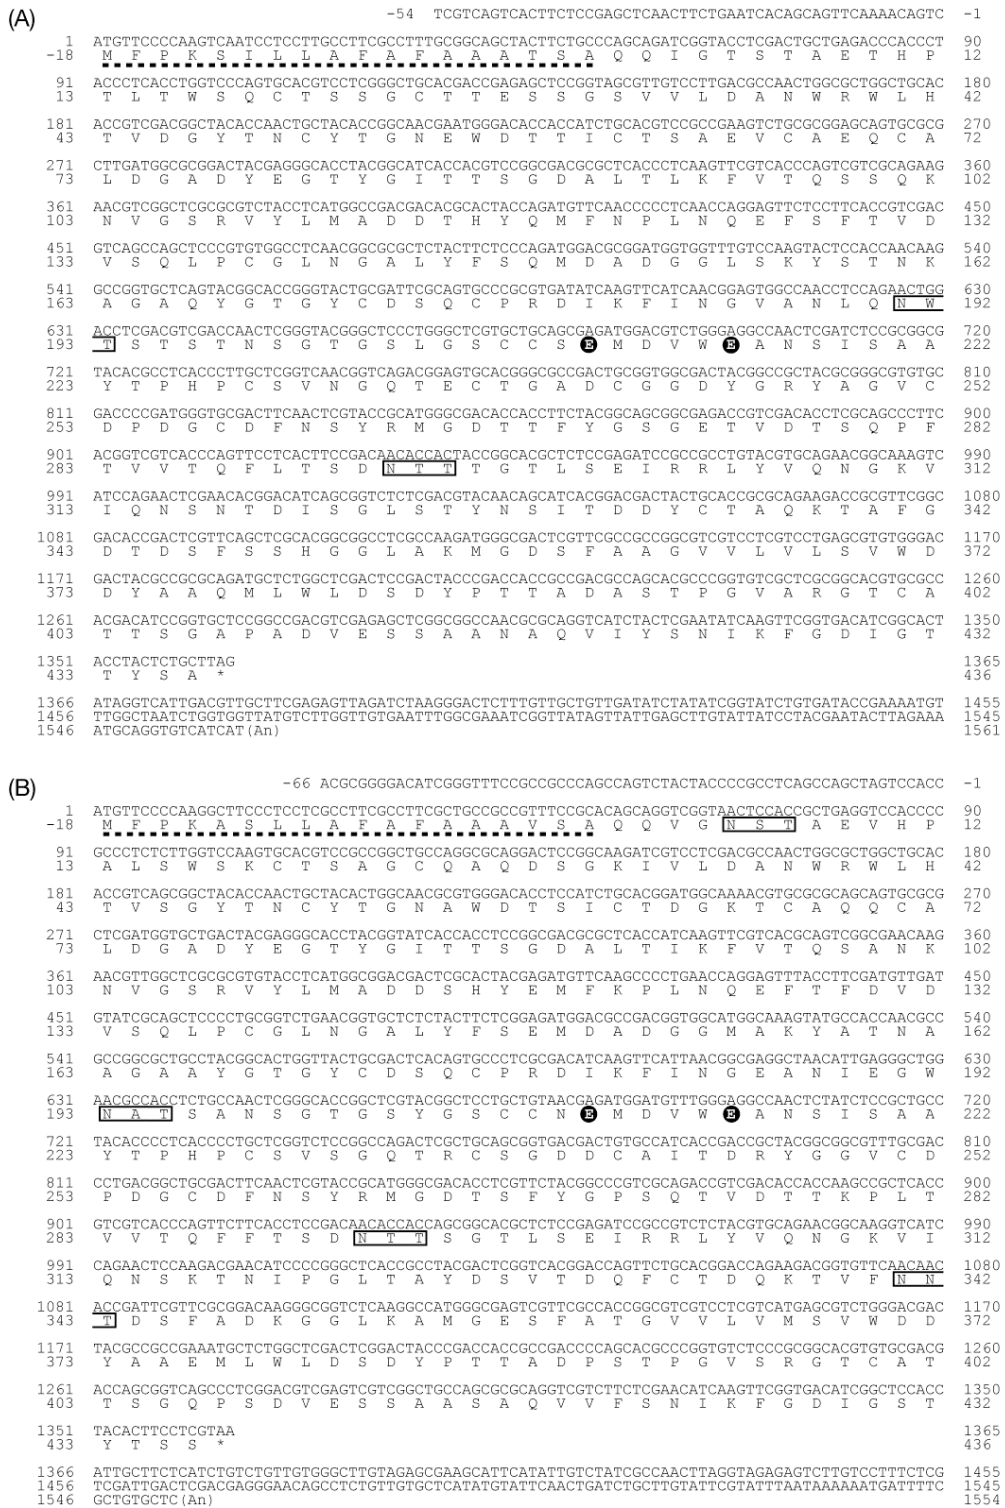 (A)
-54 TCGTCAGTCACTTCTCCGAGCTCAACTTCTGAATCACAGCAGTTCAAAACAGTC -1
1 ATGTTCCCCAAGTCAATCCTCCTTGCCTTCGCCTTTGCGGCAGCTACTTCTGCCCAGCAGATCGGTACCTCGACTGCTGAGACCCACCCT 90
-18 M F P K S I L L A F A F A A A T S A Q Q I G T S T A E T H P 12
91 ACCCTCACCTGGTCCCAGTGCACGTCCTCGGGCTGCACGACCGAGAGCTCCGGTAGCGTTGTCCTTGACGCCAACTGGCGCTGGCTGCAC 180
13 T L T W S Q C T S S G C T T E S S G S V V L D A N W R W L H 42
181 ACCGTCGACGGCTACACCAACTGCTACACCGGCAACGAATGGGACACCACCATCTGCACGTCCGCCGAAGTCTGCGCGGAGCAGTGCGCG 270
43 T V D G Y T N C Y T G N E W D T T I C T S A E V C A E Q C A 72
271 CTTGATGGCGCGGACTACGAGGGCACCTACGGCATCACCACGTCCGGCGACGCGCTCACCCTCAAGTTCGTCACCCAGTCGTCGCAGAAG 360
73 L D G A D Y E G T Y G I T T S G D A L T L K F V T Q S S Q K 102
361 AACGTCGGCTCGCGCGTCTACCTCATGGCCGACGACACGCACTACCAGATGTTCAACCCCCTCAACCAGGAGTTCTCCTTCACCGTCGAC 450
103 N V G S R V Y L M A D D T H Y Q M F N P L N Q E F S F T V D 132
451 GTCAGCCAGCTCCCGTGTGGCCTCAACGGCGCGCTCTACTTCTCCCAGATGGACGCGGATGGTGGTTTGTCCAAGTACTCCACCAACAAG 540
133 V S Q L P C G L N G A L Y F S Q M D A D G G L S K Y S T N K 162
541 GCCGGTGCTCAGTACGGCACCGGGTACTGCGATTCGCAGTGCCCGCGTGATATCAAGTTCATCAACGGAGTGGCCAACCTCCAGAACTGG 630
163 A G A Q Y G T G Y C D S Q C P R D I K F I N G V A N L Q N W 192
631 ACCTCGACGTCGACCAACTCGGGTACGGGCTCCCTGGGCTCGTGCTGCAGCGAGATGGACGTCTGGGAGGCCAACTCGATCTCCGCGGCG 720
193 T S T S T N S G T G S L G S C C S E M D V W E A N S I S A A 222
721 TACACGCCTCACCCTTGCTCGGTCAACGGTCAGACGGAGTGCACGGGCGCCGACTGCGGTGGCGACTACGGCCGCTACGCGGGCGTGTGC 810
223 Y T P H P C S V N G Q T E C T G A D C G G D Y G R Y A G V C 252
811 GACCCCGATGGGTGCGACTTCAACTCGTACCGCATGGGCGACACCACCTTCTACGGCAGCGGCGAGACCGTCGACACCTCGCAGCCCTTC 900
253 D P D G C D F N S Y R M G D T T F Y G S G E T V D T S Q P F 282
901 ACGGTCGTCACCCAGTTCCTCACTTCCGACAACACCACTACCGGCACGCTCTCCGAGATCCGCCGCCTGTACGTGCAGAACGGCAAAGTC 990
283 T V V T Q F L T S D N T T T G T L S E I R R L Y V Q N G K V 312
991 ATCCAGAACTCGAACACGGACATCAGCGGTCTCTCGACGTACAACAGCATCACGGACGACTACTGCACCGCGCAGAAGACCGCGTTCGGC 1080
313 I Q N S N T D I S G L S T Y N S I T D D Y C T A Q K T A F G 342
1081 GACACCGACTCGTTCAGCTCGCACGGCGGCCTCGCCAAGATGGGCGACTCGTTCGCCGCCGGCGTCGTCCTCGTCCTGAGCGTGTGGGAC 1170
343 D T D S F S S H G G L A K M G D S F A A G V V L V L S V W D 372
1171 GACTACGCCGCGCAGATGCTCTGGCTCGACTCCGACTACCCGACCACCGCCGACGCCAGCACGCCCGGTGTCGCTCGCGGCACGTGCGCC 1260
373 D Y A A Q M L W L D S D Y P T T A D A S T P G V A R G T C A 402
1261 ACGACATCCGGTGCTCCGGCCGACGTCGAGAGCTCGGCGGCCAACGCGCAGGTCATCTACTCGAATATCAAGTTCGGTGACATCGGCACT 1350
403 T T S G A P A D V E S S A A N A Q V I Y S N I K F G D I G T 432
1351 ACCTACTCTGCTTAG 1365
433 T Y S A * 436
1366 ATAGGTCATTGACGTTGCTTCGAGAGTTAGATCTAAGGGACTCTTTGTTGCTGTTGATATCTATATCGGTATCTGTGATACCGAAAATGT 1455
1456 TTGGCTAATCTGGTGGTTATGTCTTGGTTGTGAATTTGGCGAAATCGGTTATAGTTATTGAGCTTGTATTATCCTACGAATACTTAGAAA 1545
1546 ATGCAGGTGTCATCAT(An) 1561
(B)
-66 ACGCGGGGACATCGGGTTTCCGCCGCCCAGCCAGTCTACTACCCCGCCTCAGCCAGCTAGTCCACC -1
1 ATGTTCCCCAAGGCTTCCCTCCTCGCCTTCGCCTTCGCTGCCGCCGTTTCCGCACAGCAGGTCGGTAACTCCACCGCTGAGGTCCACCCC 90
-18 M F P K A S L L A F A F A A A V S A Q Q V G N S T A E V H P 12
91 GCCCTCTCTTGGTCCAAGTGCACGTCCGCCGGCTGCCAGGCGCAGGACTCCGGCAAGATCGTCCTCGACGCCAACTGGCGCTGGCTGCAC 180
13 A L S W S K C T S A G C Q A Q D S G K I V L D A N W R W L H 42
181 ACCGTCAGCGGCTACACCAACTGCTACACTGGCAACGCGTGGGACACCTCCATCTGCACGGATGGCAAAACGTGCGCGCAGCAGTGCGCG 270
43 T V S G Y T N C Y T G N A W D T S I C T D G K T C A Q Q C A 72
271 CTCGATGGTGCTGACTACGAGGGCACCTACGGTATCACCACCTCCGGCGACGCGCTCACCATCAAGTTCGTCACGCAGTCGGCGAACAAG 360
73 L D G A D Y E G T Y G I T T S G D A L T I K F V T Q S A N K 102
361 AACGTTGGCTCGCGCGTGTACCTCATGGCGGACGACTCGCACTACGAGATGTTCAAGCCCCTGAACCAGGAGTTTACCTTCGATGTTGAT 450
103 N V G S R V Y L M A D D S H Y E M F K P L N Q E F T F D V D 132
451 GTATCGCAGCTCCCCTGCGGTCTGAACGGTGCTCTCTACTTCTCGGAGATGGACGCCGACGGTGGCATGGCAAAGTATGCCACCAACGCC 540
133 V S Q L P C G L N G A L Y F S E M D A D G G M A K Y A T N A 162
541 GCCGGCGCTGCCTACGGCACTGGTTACTGCGACTCACAGTGCCCTCGCGACATCAAGTTCATTAACGGCGAGGCTAACATTGAGGGCTGG 630
163 A G A A Y G T G Y C D S Q C P R D I K F I N G E A N I E G W 192
631 AACGCCACCTCTGCCAACTCGGGCACCGGCTCGTACGGCTCCTGCTGTAACGAGATGGATGTTTGGGAGGCCAACTCTATCTCCGCTGCC 720
193 N A T S A N S G T G S Y G S C C N E M D V W E A N S I S A A 222
721 TACACCCCTCACCCCTGCTCGGTCTCCGGCCAGACTCGCTGCAGCGGTGACGACTGTGCCATCACCGACCGCTACGGCGGCGTTTGCGAC 810
223 Y T P H P C S V S G Q T R C S G D D C A I T D R Y G G V C D 252
811 CCTGACGGCTGCGACTTCAACTCGTACCGCATGGGCGACACCTCGTTCTACGGCCCGTCGCAGACCGTCGACACCACCAAGCCGCTCACC 900
253 P D G C D F N S Y R M G D T S F Y G P S Q T V D T T K P L T 282
901 GTCGTCACCCAGTTCTTCACCTCCGACAACACCACCAGCGGCACGCTCTCCGAGATCCGCCGTCTCTACGTGCAGAACGGCAAGGTCATC 990
283 V V T Q F F T S D N T T S G T L S E I R R L Y V Q N G K V I 312
991 CAGAACTCCAAGACGAACATCCCCGGGCTCACCGCCTACGACTCGGTCACGGACCAGTTCTGCACGGACCAGAAGACGGTGTTCAACAAC 1080
313 Q N S K T N I P G L T A Y D S V T D Q F C T D Q K T V F N N 342
1081 ACCGATTCGTTCGCGGACAAGGGCGGTCTCAAGGCCATGGGCGAGTCGTTCGCCACCGGCGTCGTCCTCGTCATGAGCGTCTGGGACGAC 1170
343 T D S F A D K G G L K A M G E S F A T G V V L V M S V W D D 372
1171 TACGCCGCCGAAATGCTCTGGCTCGACTCGGACTACCCGACCACCGCCGACCCCAGCACGCCCGGTGTCTCCCGCGGCACGTGTGCGACG 1260
373 Y A A E M L W L D S D Y P T T A D P S T P G V S R G T C A T 402
1261 ACCAGCGGTCAGCCCTCGGACGTCGAGTCGTCGGCTGCCAGCGCGCAGGTCGTCTTCTCGAACATCAAGTTCGGTGACATCGGCTCCACC 1350
403 T S G Q P S D V E S S A A S A Q V V F S N I K F G D I G S T 432
1351 TACACTTCCTCGTAA 1365
433 Y T S S * 436
1366 ATTGCTTCTCATCTGTCTGTTGTGGGCTTGTAGAGCGAAGCATTCATATTGTCTATCGCCAACTTAGGTAGAGAGTCTTGTCCTTTCTCG 1455
1456 TCGATTGACTCGACGAGGGAACAGCCTCTGTTGTGCTCATATGTATTCAACTGATCTGCTTGTATTCGTATTTAATAAAAATGATTTTC 1545
1546 GCTGTGCTC(An) 1554